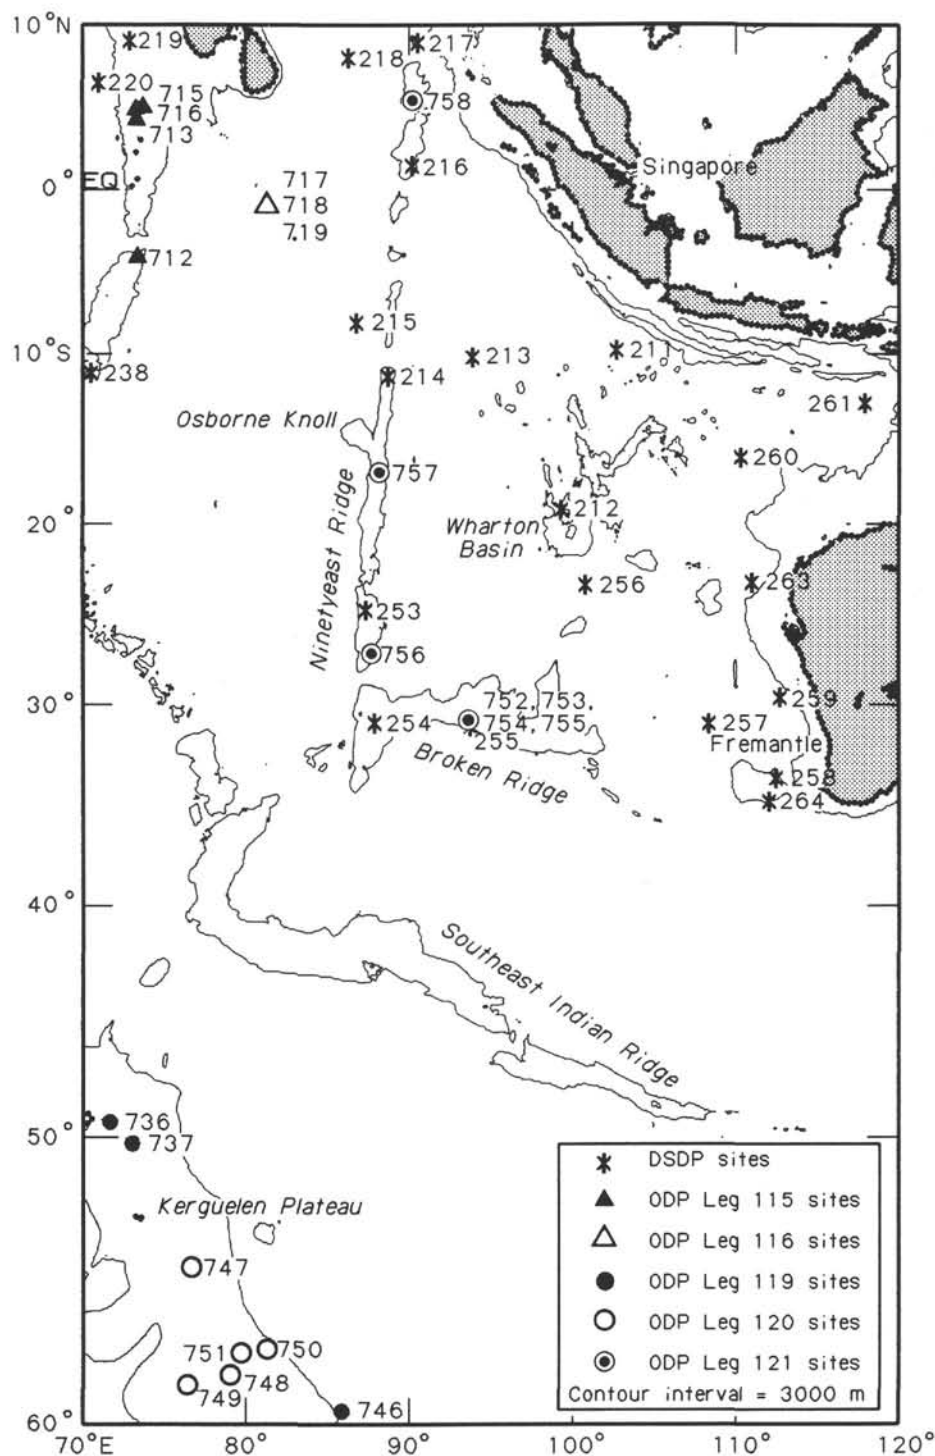 10°N
219
217
218
220
715
716
713
758
216
Singapore
EQ
0°
717
718
719
712
215
213
211
10°S
238
214
261
Osborne Knoll
260
757
212
20°
Wharton
Basin
Ninetyeast Ridge
256
263
253
756
752, 753,
259
30°
254
754, 755,
257
255
Fremantle
Broken Ridge
258
264
40°
Southeast Indian Ridge
736
50°
737
DSDP sites
ODP Leg 115 sites
Kerguelen Plateau
ODP Leg 116 sites
747
ODP Leg 119 sites
ODP Leg 120 sites
751
750
748
749
ODP Leg 121 sites
Contour interval = 3000 m
746
60°
70°E
80°
90°
100°
110°
120°